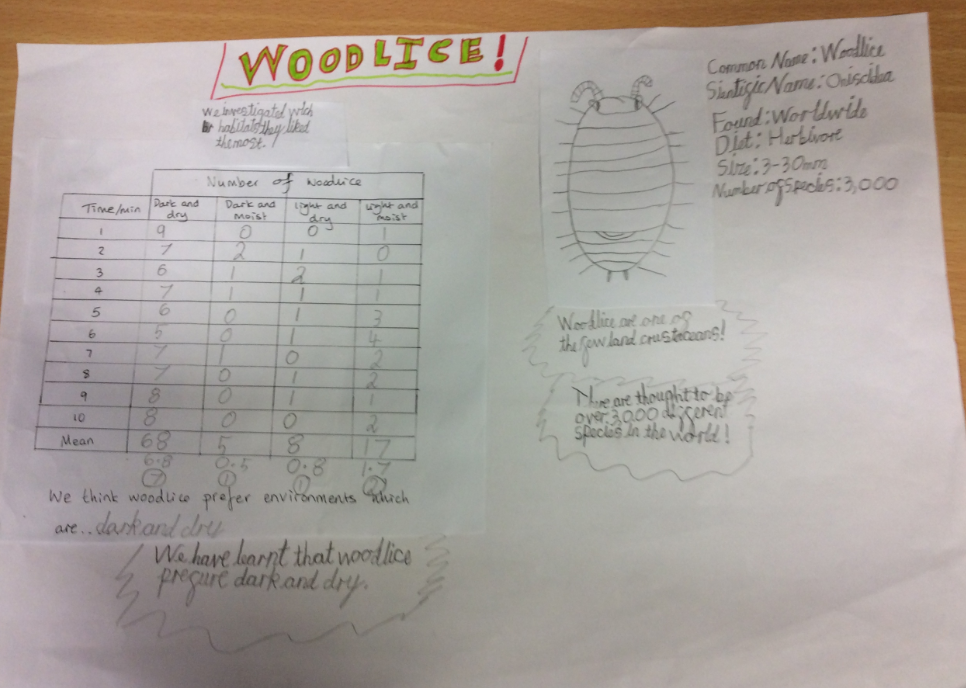 WOODLICE!
We investigated wich
habitats they liked
the most.
Number of Woodlice
Time/min Dark and dry Dark and moist light and dry Light and moist
1 9 0 0 1
2 7 2 1 0
3 6 1 2 1
4 7 1 1 1
5 6 0 1 3
6 5 0 1 4
7 7 1 0 2
8 7 0 1 2
9 8 0 1 1
10 8 0 0 2
Mean 68 5 8 17
6.8 0.5 0.8 1.7
7 1 1 2
We think woodlice prefer environments which
are.. dark and dry
We have learnt that woodlice
prefure dark and dry.
Common Name: Woodlice
Sientific Name: Oniscidea
Found: Worldwide
Diet: Herbivore
Size: 3-30mm
Number of Species: 3,000
Woodlice are one of
the few land crustaceans!
There are thought to be
over 3,000 different
species in the world!